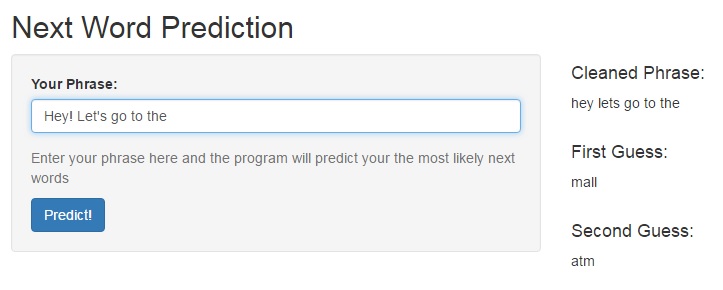 Next Word Prediction
Your Phrase:
Hey! Let's go to the
Enter your phrase here and the program will predict your the most likely next
words
Predict!
Cleaned Phrase:
hey lets go to the
First Guess:
mall
Second Guess:
atm